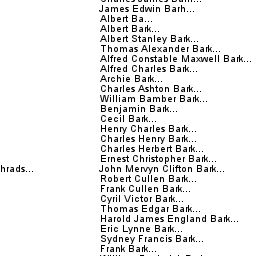 James Edwin Barh...
Albert Ba...
Albert Bark...
Albert Stanley Bark...
Thomas Alexander Bark...
Alfred Constable Maxwell Bark...
Alfred Charles Bark...
Archie Bark...
Charles Ashton Bark...
William Bamber Bark...
Benjamin Bark...
Cecil Bark...
Henry Charles Bark...
Charles Henry Bark...
Charles Herbert Bark...
Ernest Christopher Bark...
hrads... John Mervyn Clifton Bark...
Robert Cullen Bark...
Frank Cullen Bark...
Cyril Victor Bark...
Thomas Edgar Bark...
Harold James England Bark...
Eric Lynne Bark...
Sydney Francis Bark...
Frank Bark...